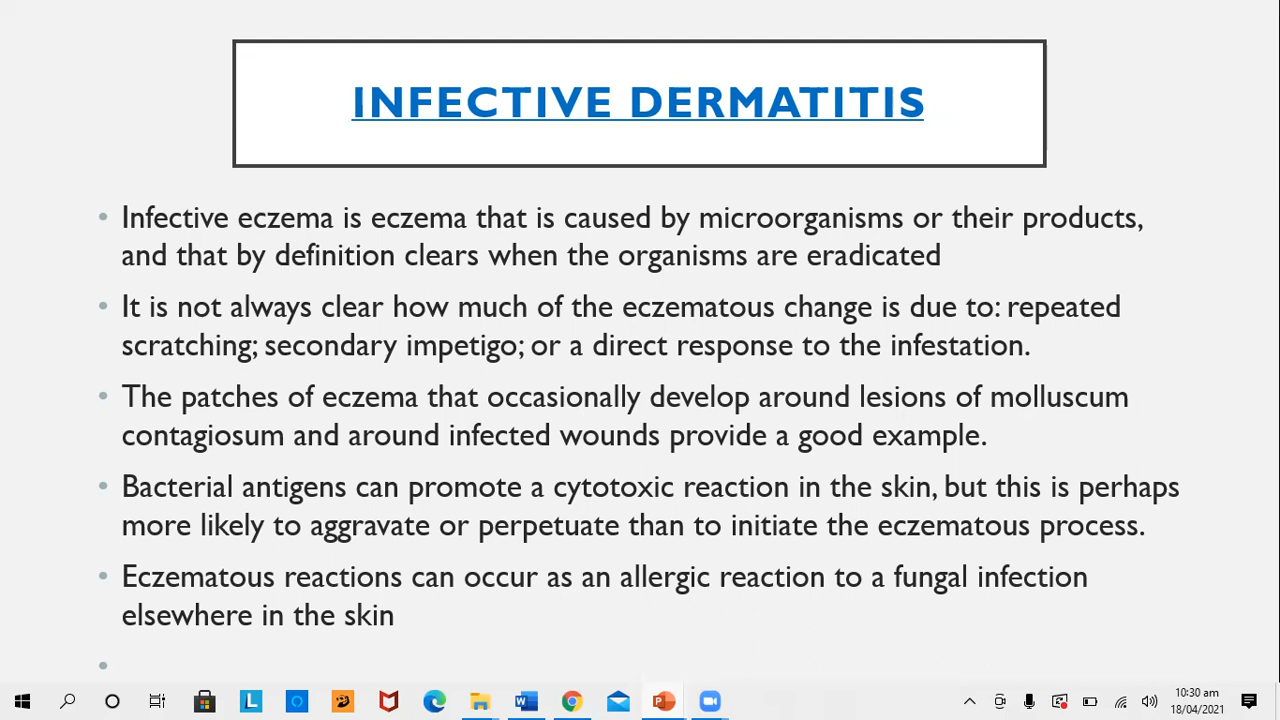 INFECTIVE DERMATITIS
• Infective eczema is eczema that is caused by microorganisms or their products,
and that by definition clears when the organisms are eradicated
• It is not always clear how much of the eczematous change is due to: repeated
scratching; secondary impetigo; or a direct response to the infestation.
• The patches of eczema that occasionally develop around lesions of molluscum
contagiosum and around infected wounds provide a good example.
• Bacterial antigens can promote a cytotoxic reaction in the skin, but this is perhaps
more likely to aggravate or perpetuate than to initiate the eczematous process.
• Eczematous reactions can occur as an allergic reaction to a fungal infection
elsewhere in the skin
•
L W P
10:30 am
18/04/2021